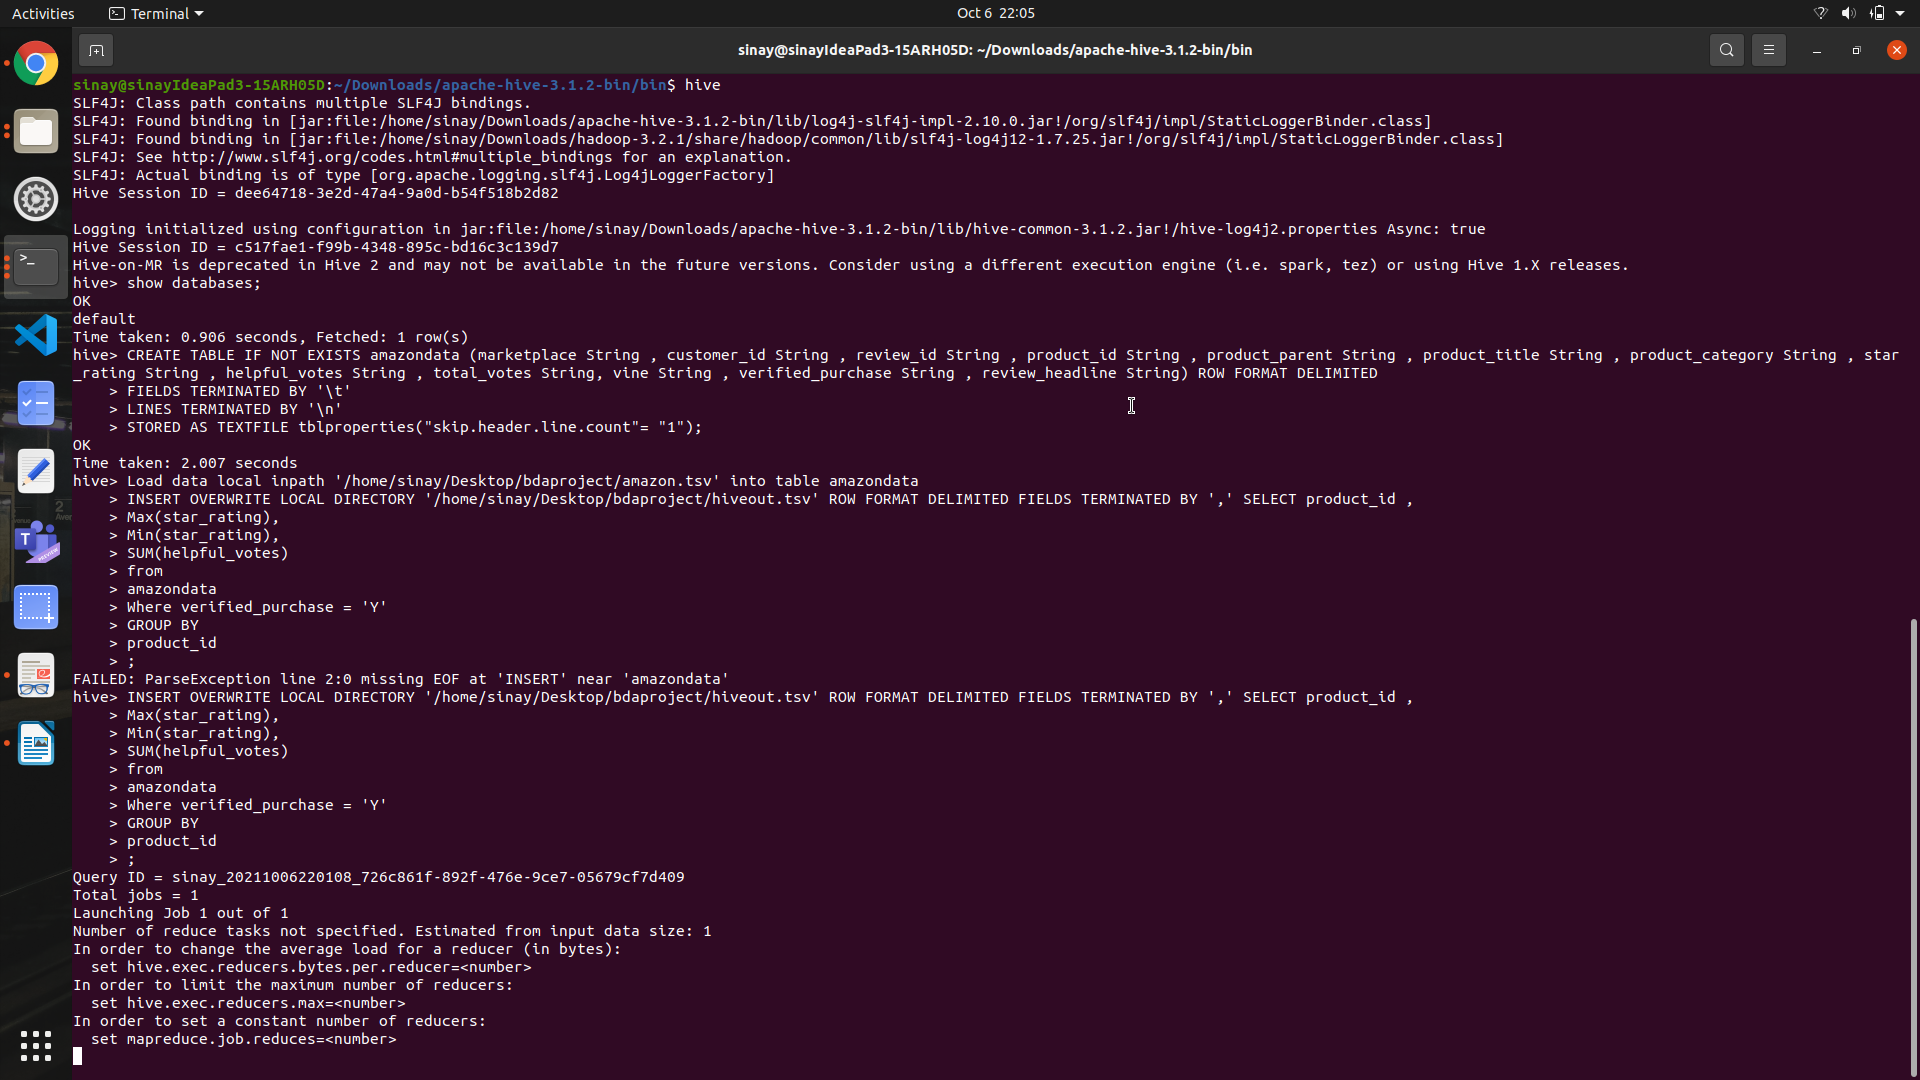 Activities
Terminal
Oct 6 22:05
sinay@sinayIdeaPad3-15ARH05D: ~/Downloads/apache-hive-3.1.2-bin/bin
sinay@sinayIdeaPad3-15ARH05D:~/Downloads/apache-hive-3.1.2-bin/bin$ hive
SLF4J: Class path contains multiple SLF4J bindings.
SLF4J: Found binding in [jar:file:/home/sinay/Downloads/apache-hive-3.1.2-bin/lib/log4j-slf4j-impl-2.10.0.jar!/org/slf4j/impl/StaticLoggerBinder.class]
SLF4J: Found binding in [jar:file:/home/sinay/Downloads/hadoop-3.2.1/share/hadoop/common/lib/slf4j-log4j12-1.7.25.jar!/org/slf4j/impl/StaticLoggerBinder.class]
SLF4J: See http://www.slf4j.org/codes.html#multiple_bindings for an explanation.
SLF4J: Actual binding is of type [org.apache.logging.slf4j.Log4jLoggerFactory]
Hive Session ID = dee64718-3e2d-47a4-9a0d-b54f518b2d82
Logging initialized using configuration in jar:file:/home/sinay/Downloads/apache-hive-3.1.2-bin/lib/hive-common-3.1.2.jar!/hive-log4j2.properties Async: true
Hive Session ID = c517fae1-f99b-4348-895c-bd16c3c139d7
Hive-on-MR is deprecated in Hive 2 and may not be available in the future versions. Consider using a different execution engine (i.e. spark, tez) or using Hive 1.X releases.
hive> show databases;
OK
default
Time taken: 0.906 seconds, Fetched: 1 row(s)
hive> CREATE TABLE IF NOT EXISTS amazondata (marketplace String , customer_id String , review_id String , product_id String , product_parent String , product_title String , product_category String , star
_rating String , helpful_votes String , total_votes String, vine String , verified_purchase String , review_headline String) ROW FORMAT DELIMITED
> FIELDS TERMINATED BY '\t'
> LINES TERMINATED BY '\n'
> STORED AS TEXTFILE tblproperties("skip.header.line.count"= "1");
OK
Time taken: 2.007 seconds
hive> Load data local inpath '/home/sinay/Desktop/bdaproject/amazon.tsv' into table amazondata
> INSERT OVERWRITE LOCAL DIRECTORY '/home/sinay/Desktop/bdaproject/hiveout.tsv' ROW FORMAT DELIMITED FIELDS TERMINATED BY ',' SELECT product_id ,
> Max(star_rating),
> Min(star_rating),
> SUM(helpful_votes)
> from
> amazondata
> Where verified_purchase = 'Y'
> GROUP BY
> product_id
> ;
FAILED: ParseException line 2:0 missing EOF at 'INSERT' near 'amazondata'
hive> INSERT OVERWRITE LOCAL DIRECTORY '/home/sinay/Desktop/bdaproject/hiveout.tsv' ROW FORMAT DELIMITED FIELDS TERMINATED BY ',' SELECT product_id ,
> Max(star_rating),
> Min(star_rating),
> SUM(helpful_votes)
> from
> amazondata
> Where verified_purchase = 'Y'
> GROUP BY
> product_id
> ;
Query ID = sinay_20211006220108_726c861f-892f-476e-9ce7-05679cf7d409
Total jobs = 1
Launching Job 1 out of 1
Number of reduce tasks not specified. Estimated from input data size: 1
In order to change the average load for a reducer (in bytes):
set hive.exec.reducers.bytes.per.reducer=<number>
In order to limit the maximum number of reducers:
set hive.exec.reducers.max=<number>
In order to set a constant number of reducers:
set mapreduce.job.reduces=<number>